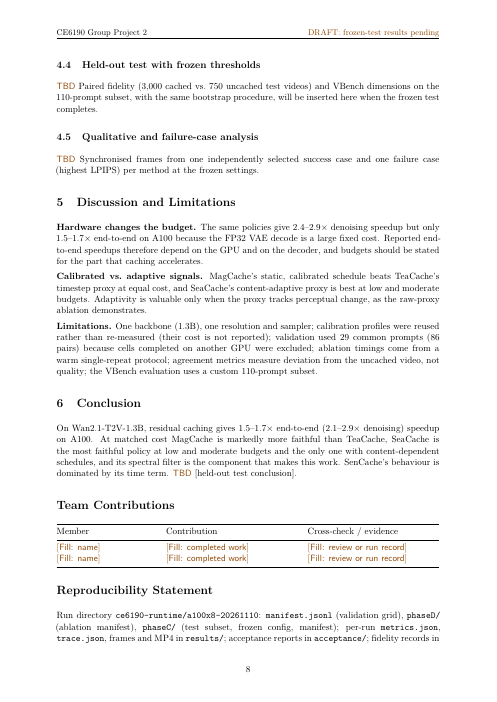 CE6190 Group Project 2
DRAFT: frozen-test results pending
4.4 Held-out test with frozen thresholds
TBD Paired fidelity (3,000 cached vs. 750 uncached test videos) and VBench dimensions on the
110-prompt subset, with the same bootstrap procedure, will be inserted here when the frozen test
completes.
4.5 Qualitative and failure-case analysis
TBD Synchronised frames from one independently selected success case and one failure case
(highest LPIPS) per method at the frozen settings.
5 Discussion and Limitations
Hardware changes the budget. The same policies give 2.4–2.9× denoising speedup but only
1.5–1.7× end-to-end on A100 because the FP32 VAE decode is a large fixed cost. Reported end-
to-end speedups therefore depend on the GPU and on the decoder, and budgets should be stated
for the part that caching accelerates.
Calibrated vs. adaptive signals. MagCache's static, calibrated schedule beats TeaCache's
timestep proxy at equal cost, and SeaCache's content-adaptive proxy is best at low and moderate
budgets. Adaptivity is valuable only when the proxy tracks perceptual change, as the raw-proxy
ablation demonstrates.
Limitations. One backbone (1.3B), one resolution and sampler; calibration profiles were reused
rather than re-measured (their cost is not reported); validation used 29 common prompts (86
pairs) because cells completed on another GPU were excluded; ablation timings come from a
warm single-repeat protocol; agreement metrics measure deviation from the uncached video, not
quality; the VBench evaluation uses a custom 110-prompt subset.
6 Conclusion
On Wan2.1-T2V-1.3B, residual caching gives 1.5–1.7× end-to-end (2.1–2.9× denoising) speedup
on A100. At matched cost MagCache is markedly more faithful than TeaCache, SeaCache is
the most faithful policy at low and moderate budgets and the only one with content-dependent
schedules, and its spectral filter is the component that makes this work. SenCache's behaviour is
dominated by its time term. TBD [held-out test conclusion].
Team Contributions
Member Contribution Cross-check / evidence
[Fill: name] [Fill: completed work] [Fill: review or run record]
[Fill: name] [Fill: completed work] [Fill: review or run record]
Reproducibility Statement
Run directory ce6190-runtime/a100x8-20261110: manifest.jsonl (validation grid), phaseD/
(ablation manifest), phaseC/ (test subset, frozen config, manifest); per-run metrics.json,
trace.json, frames and MP4 in results/; acceptance reports in acceptance/; fidelity records in
8